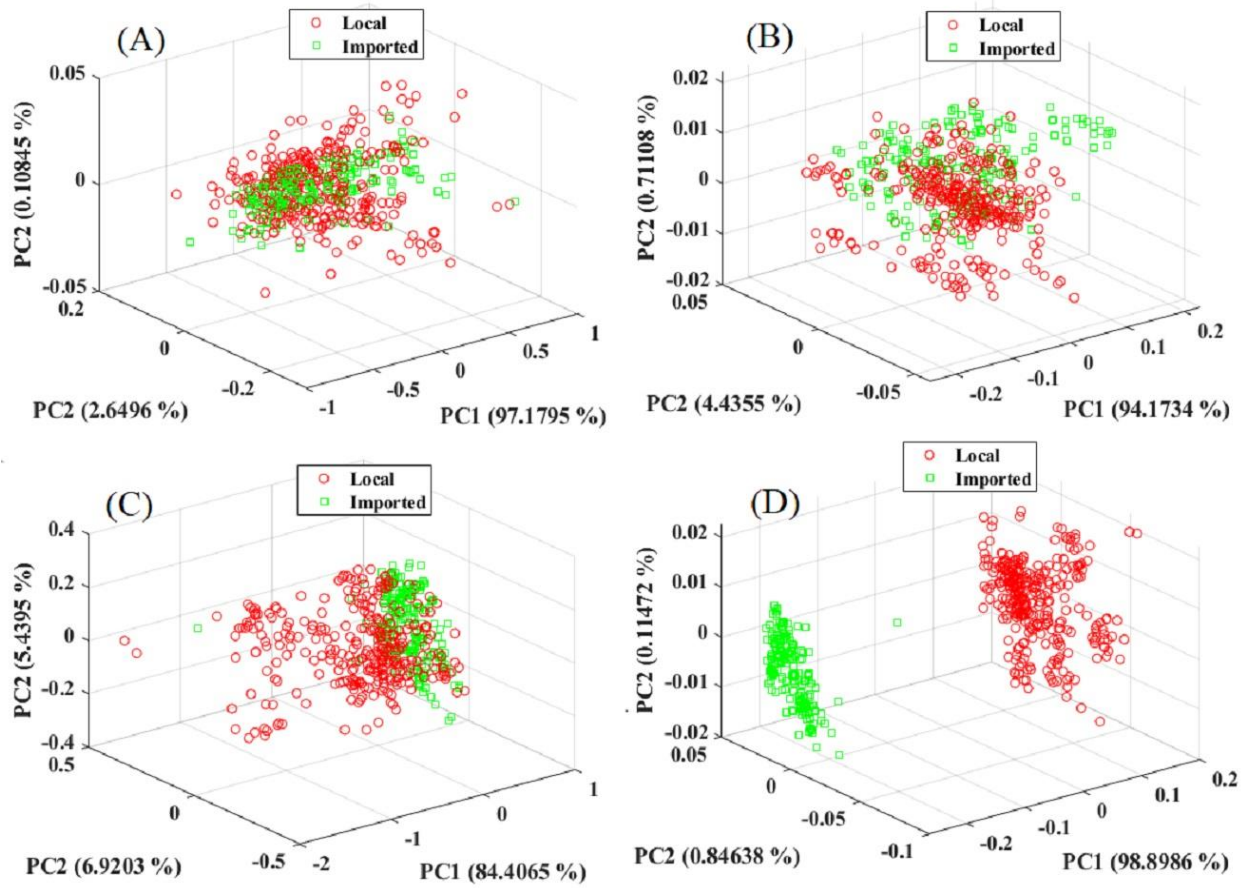 (A)
Local
Imported
PC2 (0.10845 %)
0.05
0
-0.05
0.2
0
-0.2
PC2 (2.6496 %)
-1
-0.5
0
0.5
1
PC1 (97.1795 %)
(B)
Local
Imported
PC2 (0.71108 %)
0.02
0.01
0
-0.01
-0.02
0.05
0
-0.05
PC2 (4.4355 %)
-0.2
-0.1
0
0.1
0.2
PC1 (94.1734 %)
(C)
Local
Imported
PC2 (5.4395 %)
0.4
0.2
0
-0.2
-0.4
0.5
0
-0.5
PC2 (6.9203 %)
-2
-1
0
1
PC1 (84.4065 %)
(D)
Local
Imported
PC2 (0.11472 %)
0.02
0.01
0
-0.01
-0.02
0.05
0
-0.05
-0.1
PC2 (0.84638 %)
-0.2
-0.1
0
0.1
0.2
PC1 (98.8986 %)